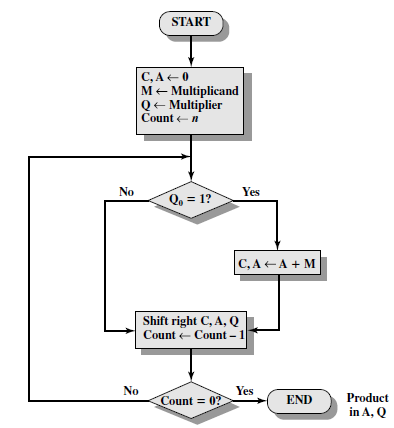 START
C, A ← 0
M ← Multiplicand
Q ← Multiplier
Count ← n
No
Q₀ = 1?
Yes
C, A ← A + M
Shift right C, A, Q
Count ← Count – 1
No
Count = 0?
Yes
END
Product
in A, Q